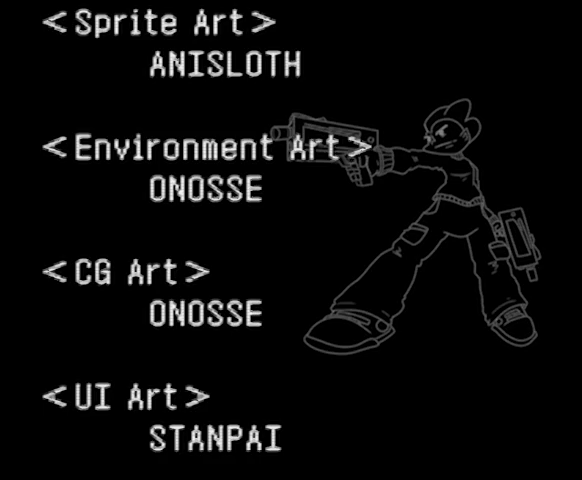 <Sprite Art>
ANISLOTH
<Environment Art>
ONOSSE
<CG Art>
ONOSSE
<UI Art>
STANPAI